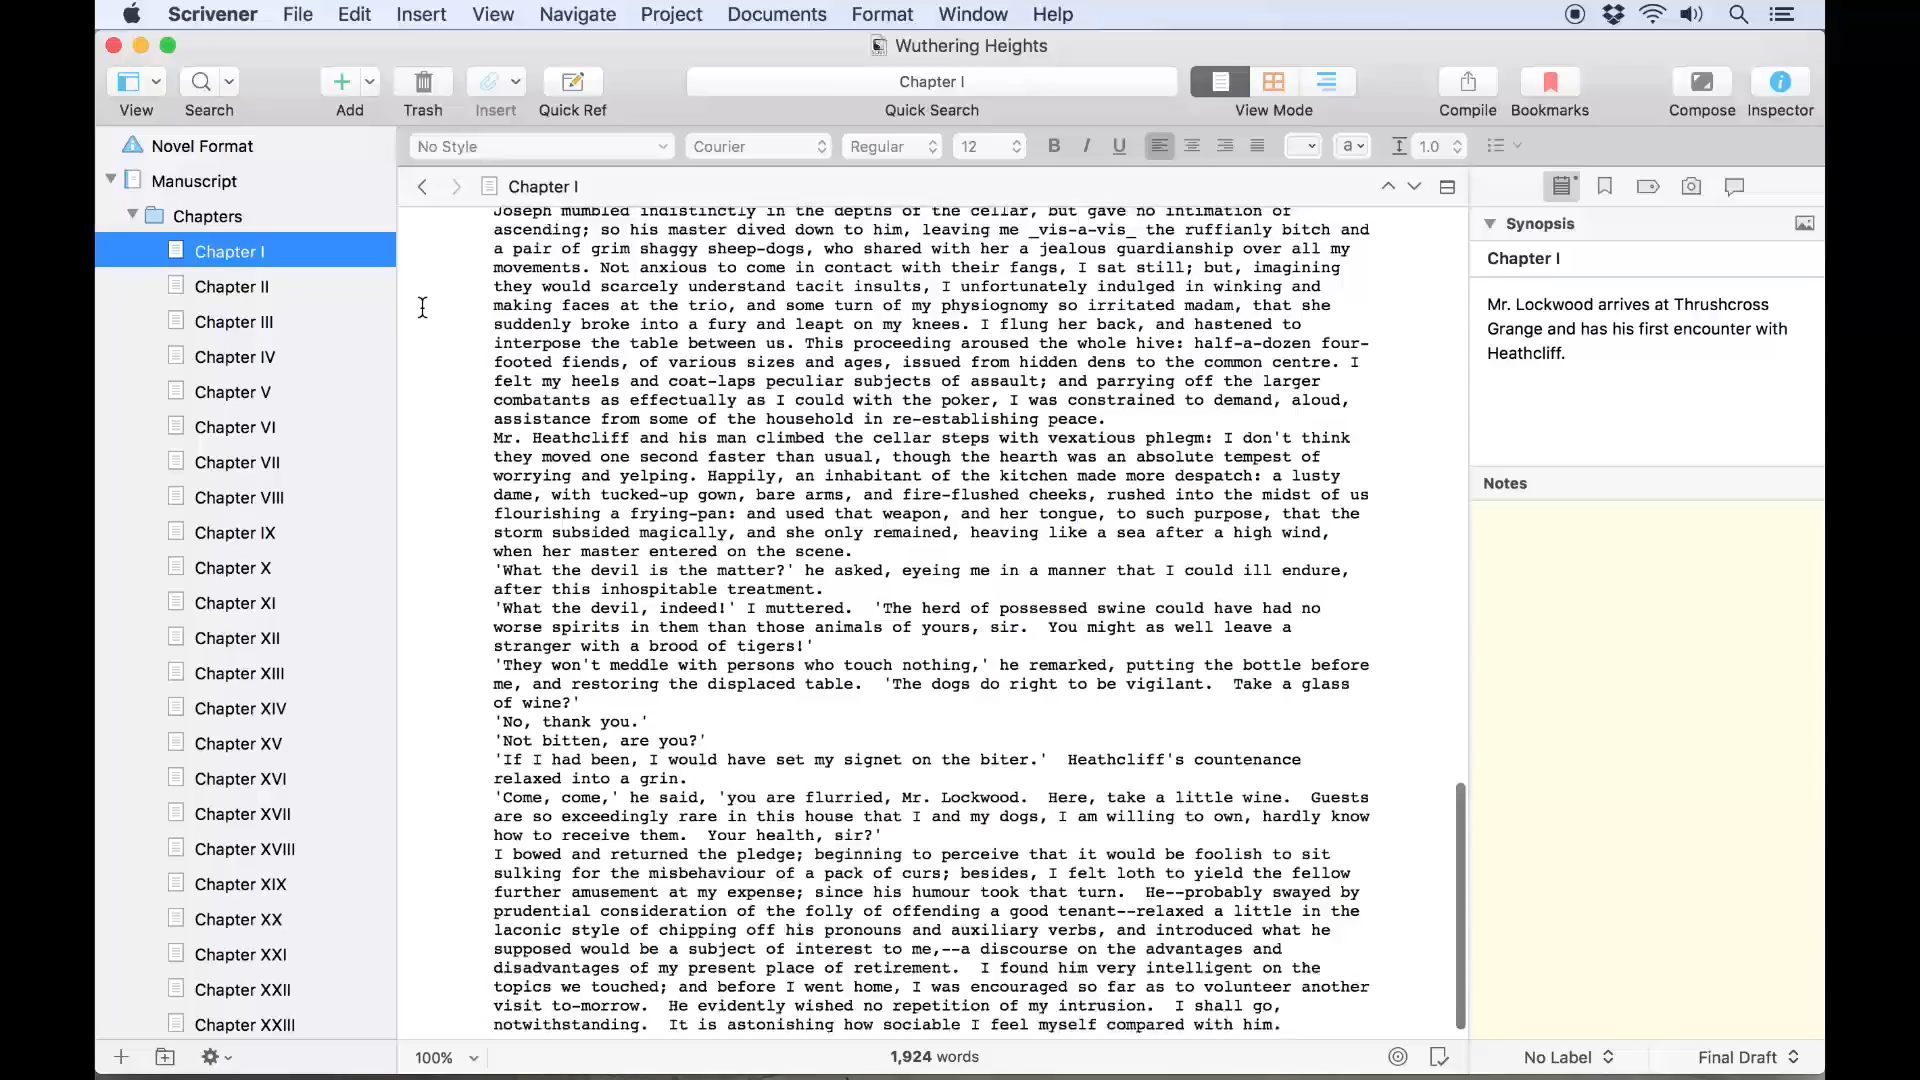 Scrivener File Edit Insert View Navigate Project Documents Format Window Help
Wuthering Heights
Chapter I
View Search Add Trash Insert Quick Ref Quick Search View Mode Compile Bookmarks Compose Inspector
No Style Courier Regular 12 B I U a 1.0
Novel Format
Manuscript
Chapters
Chapter I
Chapter II
Chapter III
Chapter IV
Chapter V
Chapter VI
Chapter VII
Chapter VIII
Chapter IX
Chapter X
Chapter XI
Chapter XII
Chapter XIII
Chapter XIV
Chapter XV
Chapter XVI
Chapter XVII
Chapter XVIII
Chapter XIX
Chapter XX
Chapter XXI
Chapter XXII
Chapter XXIII
Chapter I
Joseph mumbled indistinctly in the depths of the cellar, but gave no intimation of
ascending; so his master dived down to him, leaving me _vis-a-vis_ the ruffianly bitch and
a pair of grim shaggy sheep-dogs, who shared with her a jealous guardianship over all my
movements. Not anxious to come in contact with their fangs, I sat still; but, imagining
they would scarcely understand tacit insults, I unfortunately indulged in winking and
making faces at the trio, and some turn of my physiognomy so irritated madam, that she
suddenly broke into a fury and leapt on my knees. I flung her back, and hastened to
interpose the table between us. This proceeding aroused the whole hive: half-a-dozen four-
footed fiends, of various sizes and ages, issued from hidden dens to the common centre. I
felt my heels and coat-laps peculiar subjects of assault; and parrying off the larger
combatants as effectually as I could with the poker, I was constrained to demand, aloud,
assistance from some of the household in re-establishing peace.
Mr. Heathcliff and his man climbed the cellar steps with vexatious phlegm: I don't think
they moved one second faster than usual, though the hearth was an absolute tempest of
worrying and yelping. Happily, an inhabitant of the kitchen made more despatch: a lusty
dame, with tucked-up gown, bare arms, and fire-flushed cheeks, rushed into the midst of us
flourishing a frying-pan: and used that weapon, and her tongue, to such purpose, that the
storm subsided magically, and she only remained, heaving like a sea after a high wind,
when her master entered on the scene.
'What the devil is the matter?' he asked, eyeing me in a manner that I could ill endure,
after this inhospitable treatment.
'What the devil, indeed!' I muttered.  'The herd of possessed swine could have had no
worse spirits in them than those animals of yours, sir.  You might as well leave a
stranger with a brood of tigers!'
'They won't meddle with persons who touch nothing,' he remarked, putting the bottle before
me, and restoring the displaced table.  'The dogs do right to be vigilant.  Take a glass
of wine?'
'No, thank you.'
'Not bitten, are you?'
'If I had been, I would have set my signet on the biter.'  Heathcliff's countenance
relaxed into a grin.
'Come, come,' he said, 'you are flurried, Mr. Lockwood.  Here, take a little wine.  Guests
are so exceedingly rare in this house that I and my dogs, I am willing to own, hardly know
how to receive them.  Your health, sir?'
I bowed and returned the pledge; beginning to perceive that it would be foolish to sit
sulking for the misbehaviour of a pack of curs; besides, I felt loth to yield the fellow
further amusement at my expense; since his humour took that turn.  He--probably swayed by
prudential consideration of the folly of offending a good tenant--relaxed a little in the
laconic style of chipping off his pronouns and auxiliary verbs, and introduced what he
supposed would be a subject of interest to me,--a discourse on the advantages and
disadvantages of my present place of retirement.  I found him very intelligent on the
topics we touched; and before I went home, I was encouraged so far as to volunteer another
visit to-morrow.  He evidently wished no repetition of my intrusion.  I shall go,
notwithstanding.  It is astonishing how sociable I feel myself compared with him.
Synopsis
Chapter I
Mr. Lockwood arrives at Thrushcross
Grange and has his first encounter with
Heathcliff.
Notes
100% 1,924 words No Label Final Draft